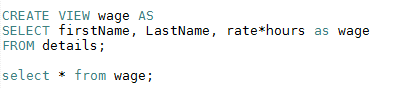 CREATE VIEW wage AS
SELECT firstName, LastName, rate*hours as wage
FROM details;
select * from wage;